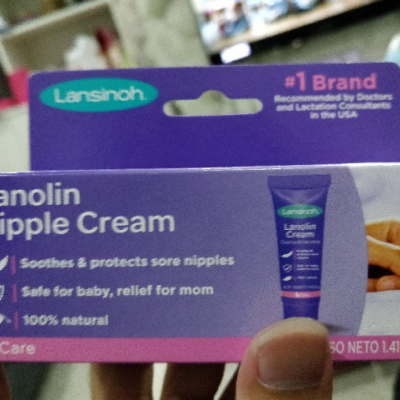 Lansinoh
#1 Brand
Recommended by Doctors
and Lactation Consultants
in the USA
anolin
ipple Cream
Soothes & protects sore nipples
Safe for baby, relief for mom
100% natural
Care
Lansinoh
Lanolin
Cream
SO NETO 1.41